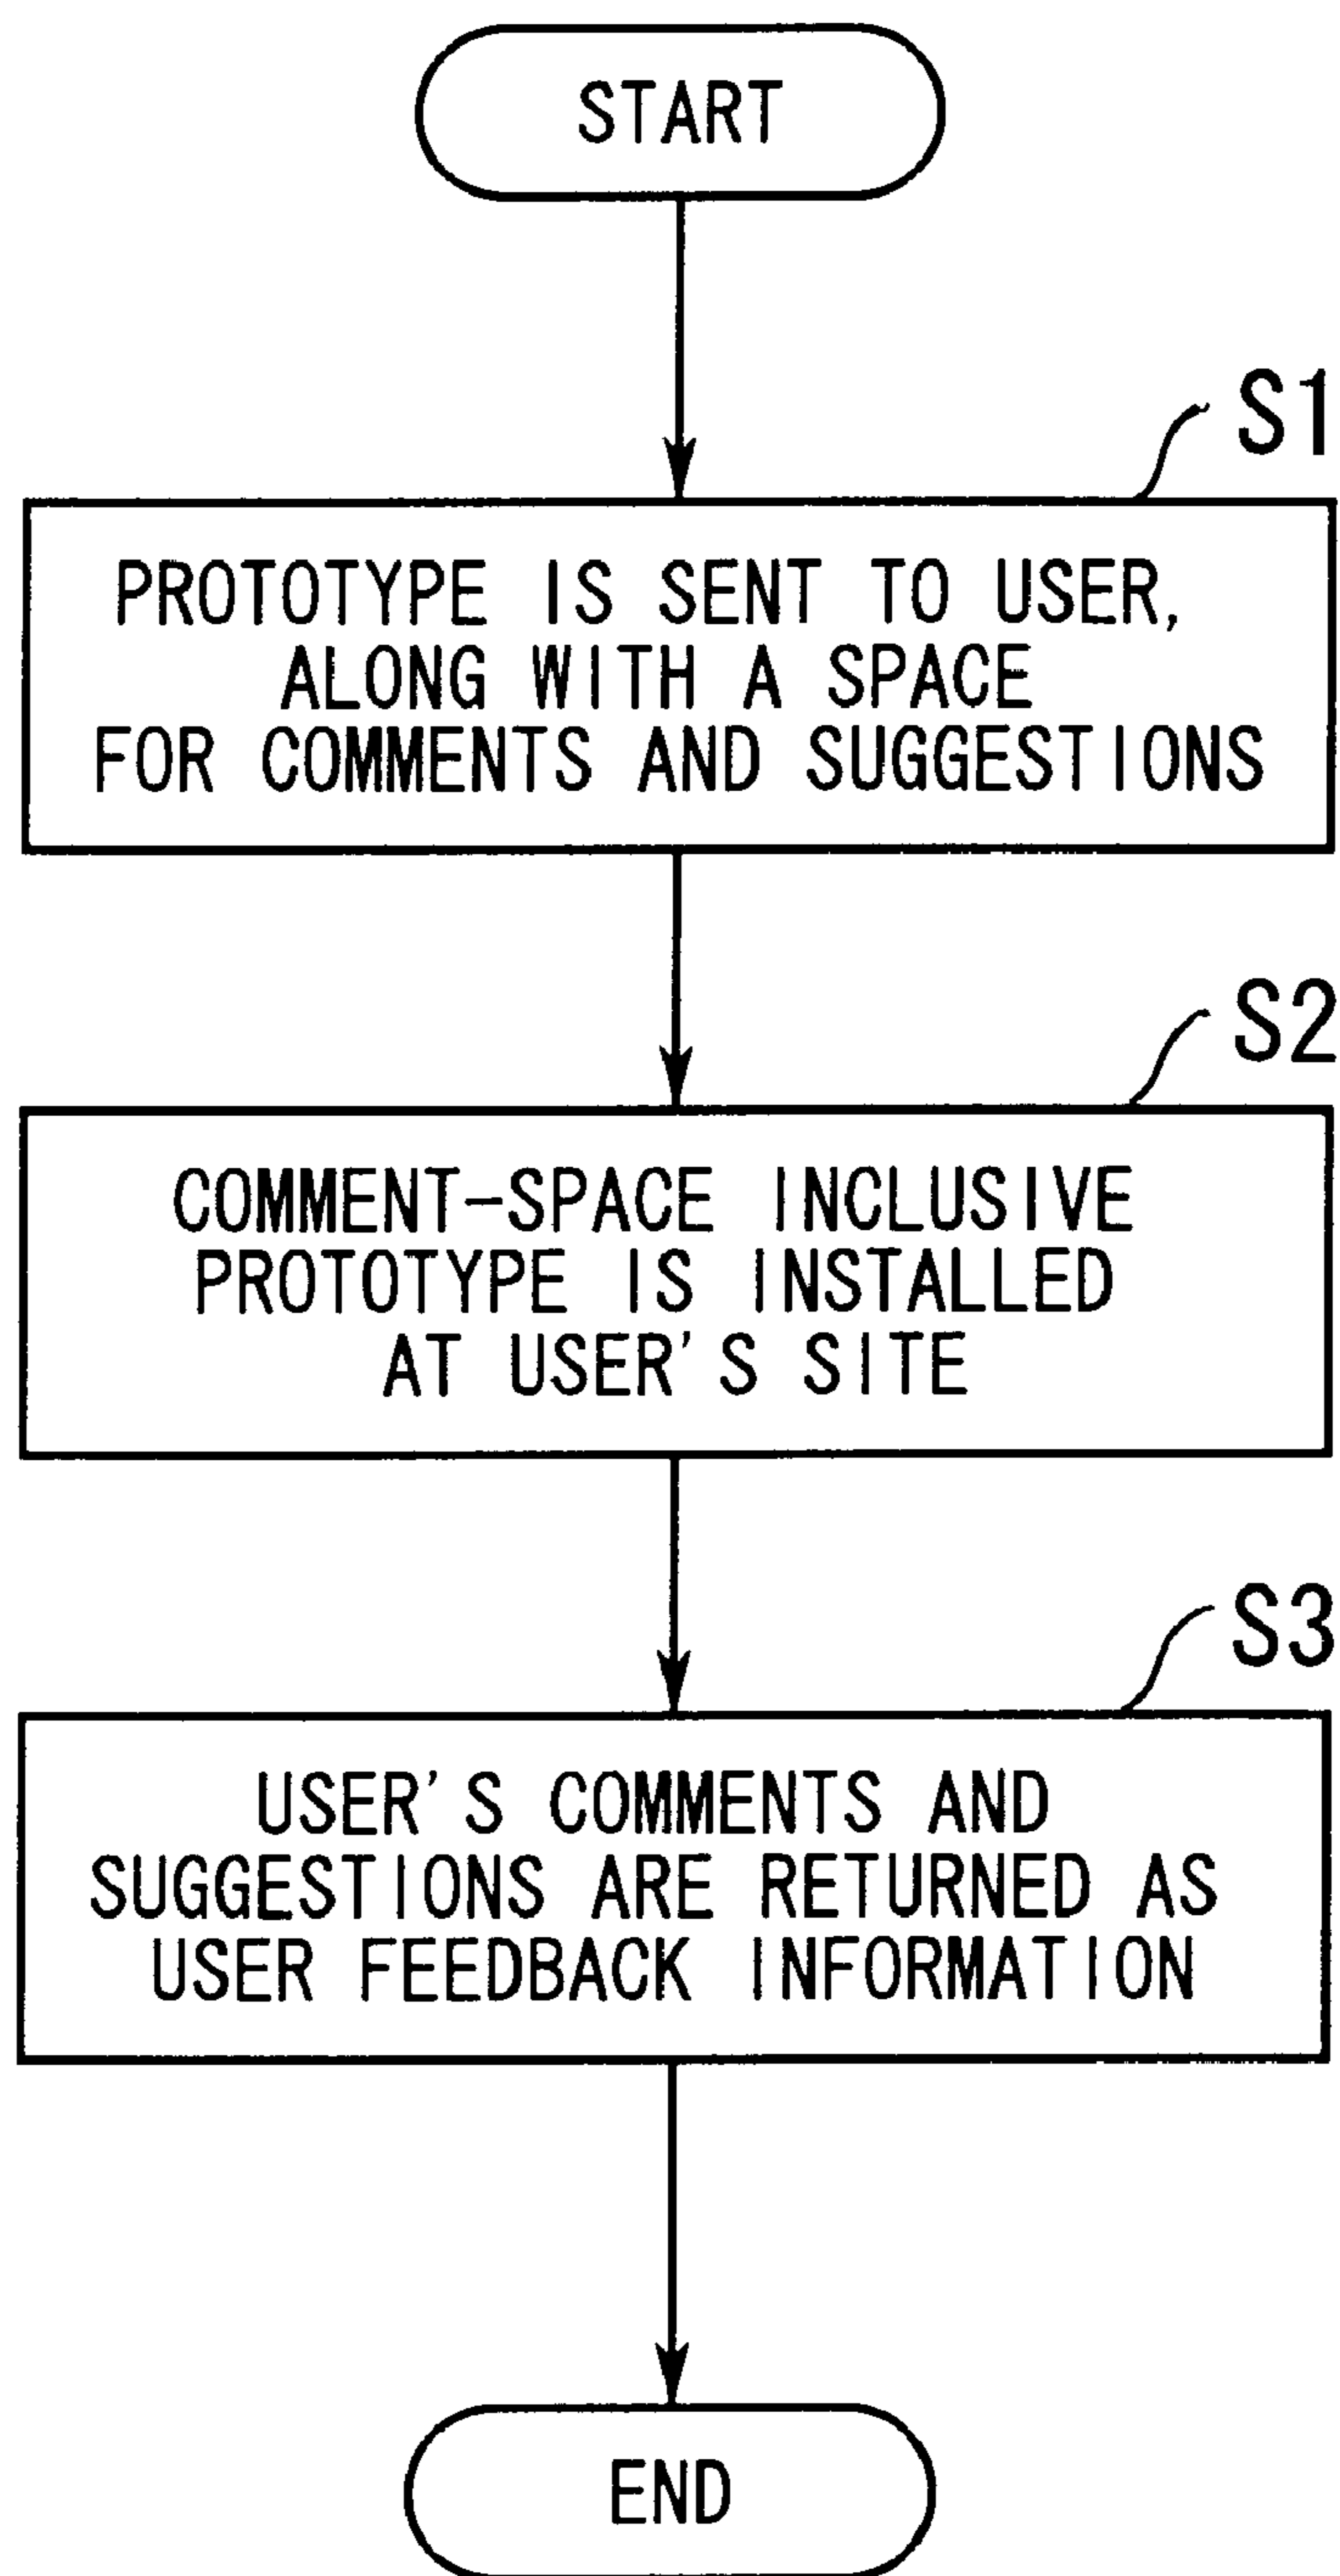 START
S1
PROTOTYPE IS SENT TO USER,
ALONG WITH A SPACE
FOR COMMENTS AND SUGGESTIONS
S2
COMMENT-SPACE INCLUSIVE
PROTOTYPE IS INSTALLED
AT USER'S SITE
S3
USER'S COMMENTS AND
SUGGESTIONS ARE RETURNED AS
USER FEEDBACK INFORMATION
END